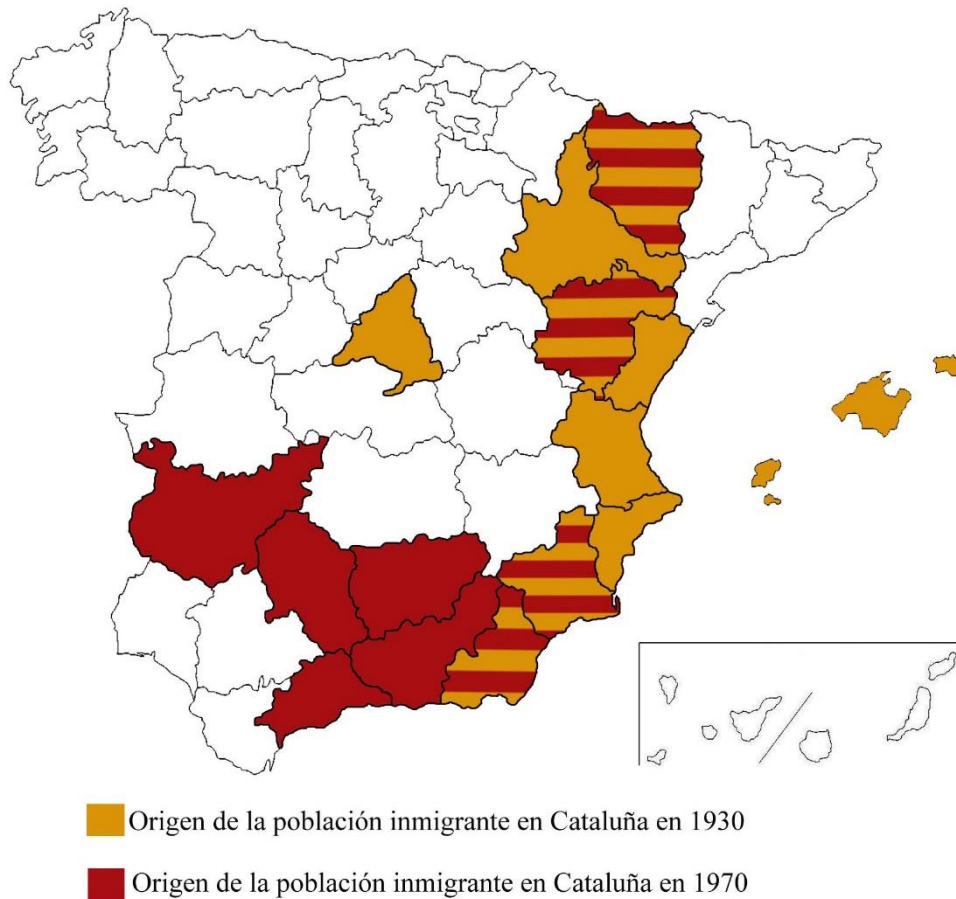 Origen de la población inmigrante en Cataluña en 1930
Origen de la población inmigrante en Cataluña en 1970